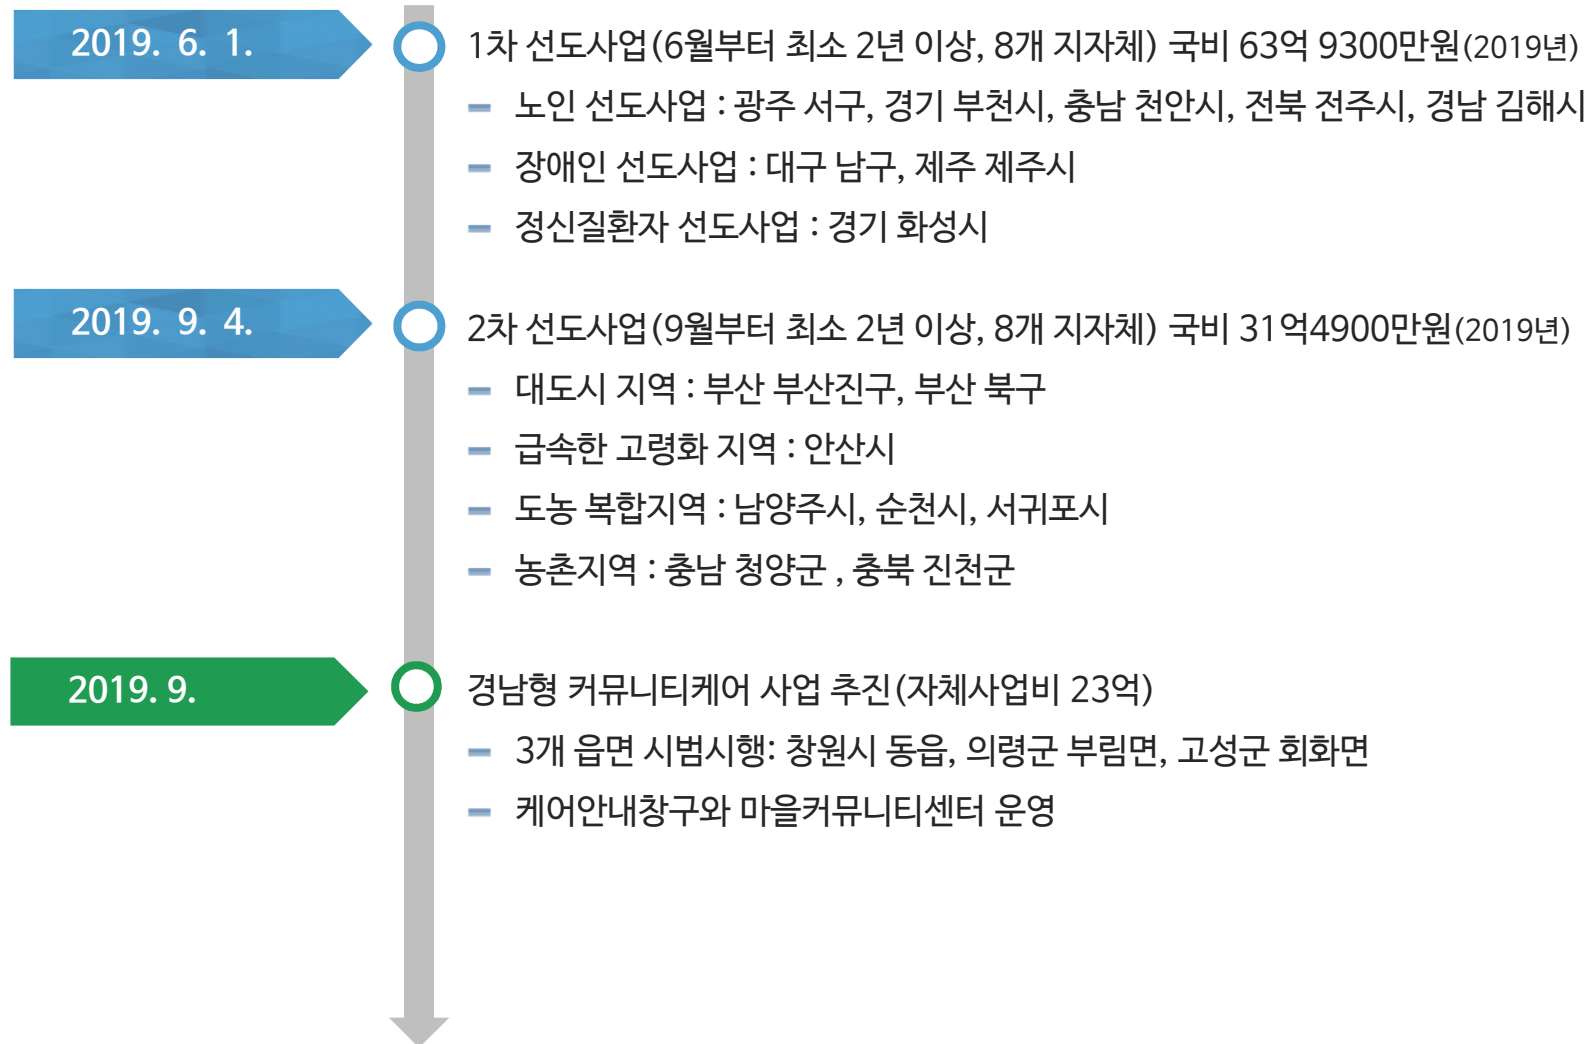 2019. 6. 1.
1차 선도사업(6월부터 최소 2년 이상, 8개 지자체) 국비 63억 9300만원(2019년)
– 노인 선도사업 : 광주 서구, 경기 부천시, 충남 천안시, 전북 전주시, 경남 김해시
– 장애인 선도사업 : 대구 남구, 제주 제주시
– 정신질환자 선도사업 : 경기 화성시
2019. 9. 4.
2차 선도사업(9월부터 최소 2년 이상, 8개 지자체) 국비 31억4900만원(2019년)
– 대도시 지역 : 부산 부산진구, 부산 북구
– 급속한 고령화 지역 : 안산시
– 도농 복합지역 : 남양주시, 순천시, 서귀포시
– 농촌지역 : 충남 청양군 , 충북 진천군
2019. 9.
경남형 커뮤니티케어 사업 추진(자체사업비 23억)
– 3개 읍면 시범시행: 창원시 동읍, 의령군 부림면, 고성군 회화면
– 케어안내창구와 마을커뮤니티센터 운영